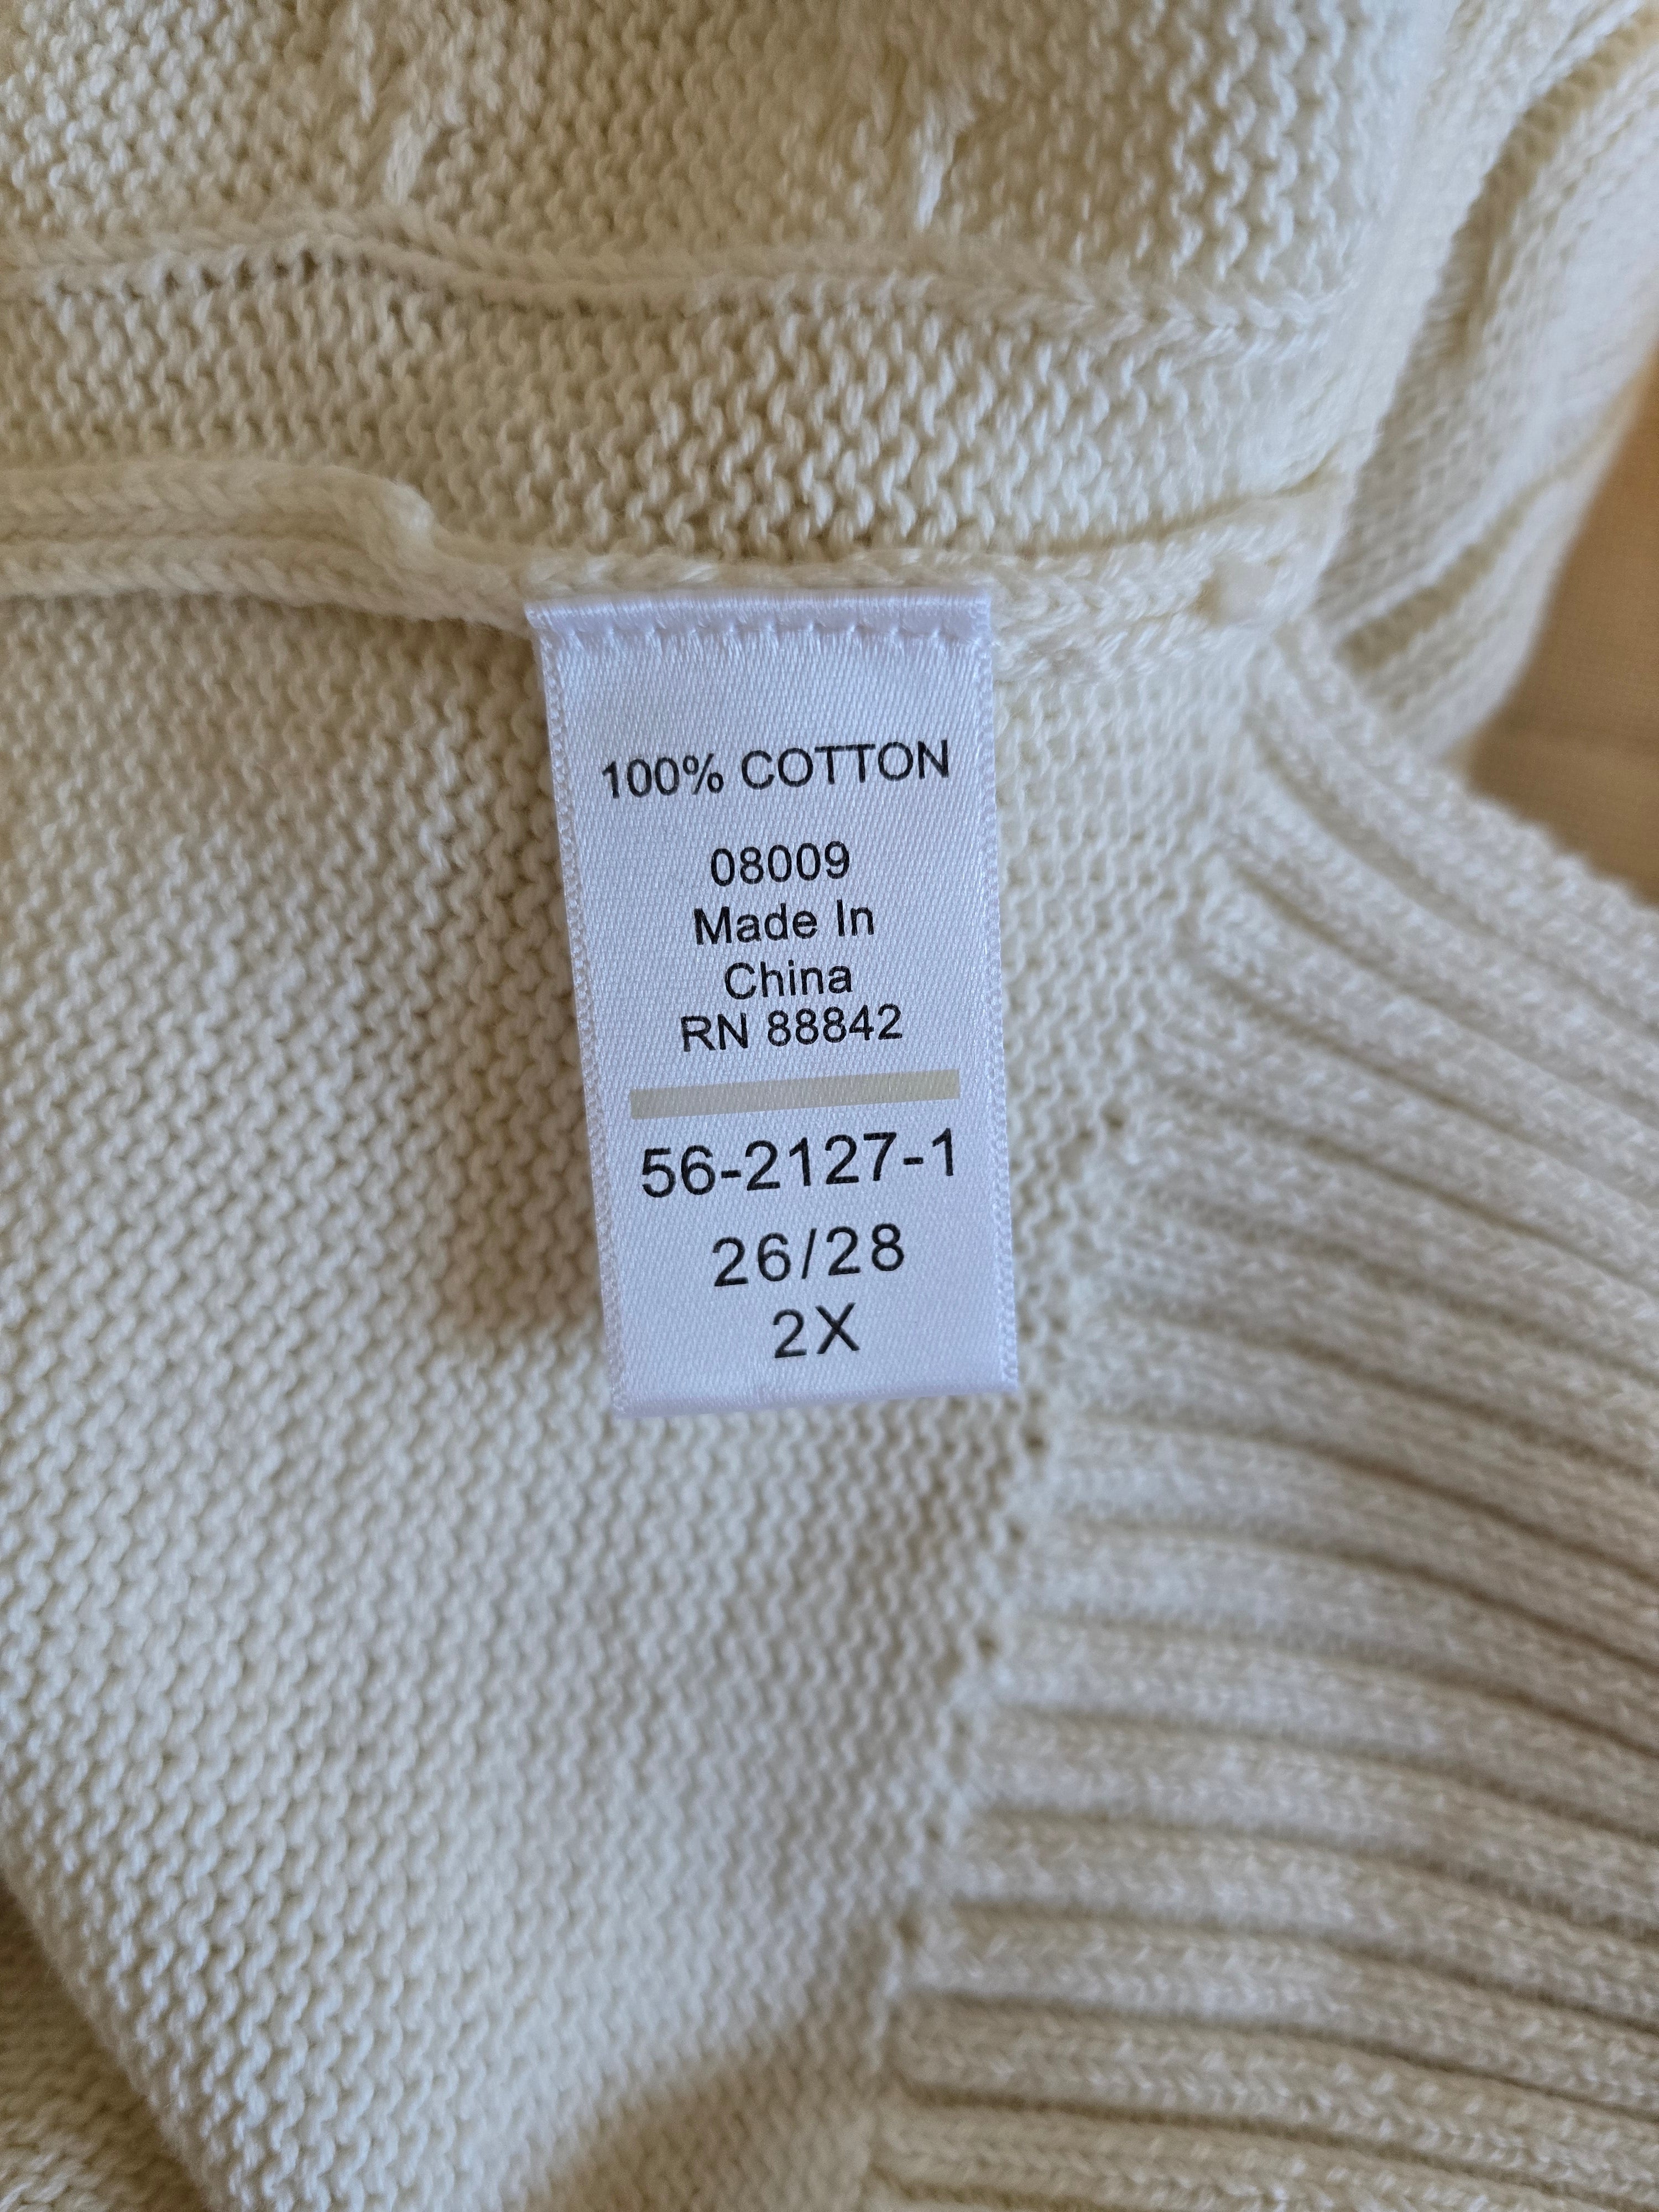 100% COTTON
08009
Made In
China
RN 88842
56-2127-1
26/28
2X